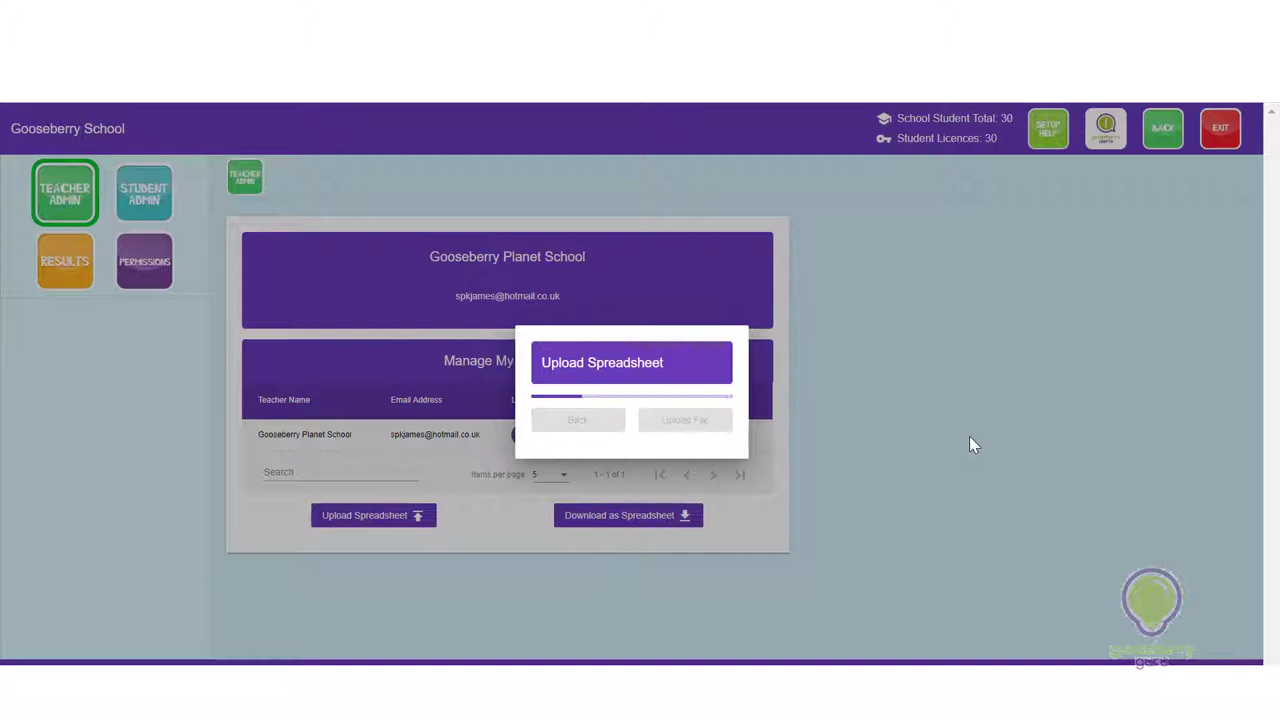 Gooseberry School
School Student Total: 30
Student Licences: 30
SETUP HELP
BACK
EXIT
TEACHER ADMIN
STUDENT ADMIN
TEACHER ADMIN
RESULTS
PERMISSIONS
Gooseberry Planet School
spkjames@hotmail.co.uk
Manage My
Upload Spreadsheet
Back
Upload File
Teacher Name
Email Address
Gooseberry Planet School
spkjames@hotmail.co.uk
Search...
Items per page
5
1 - 1 of 1
Upload Spreadsheet
Download as Spreadsheet
gooseberry
guru